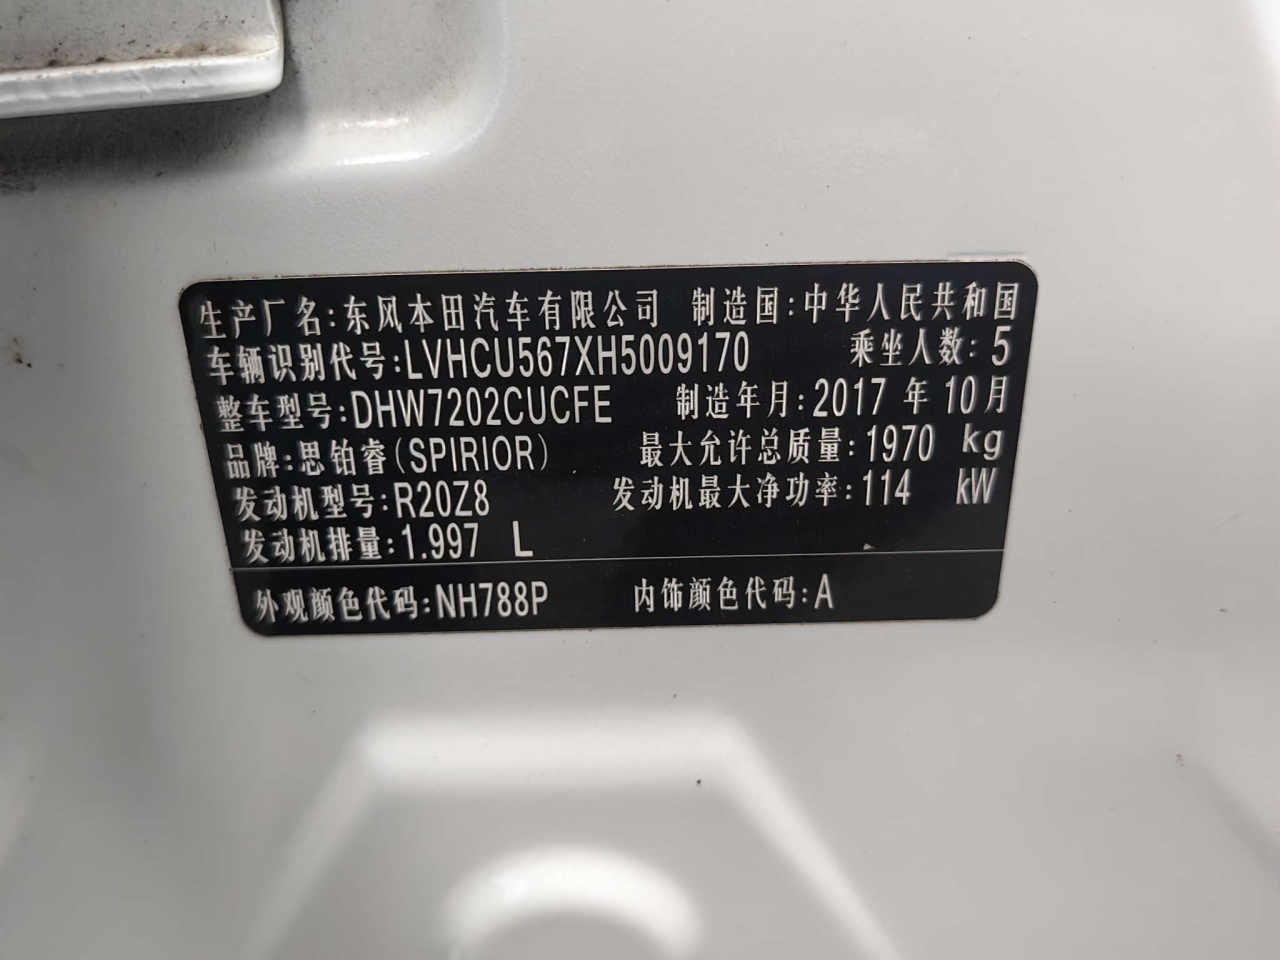 生产厂名:东风本田汽车有限公司 制造国:中华人民共和国
车辆识别代号:LVHCU567XH5009170 乘坐人数:5
整车型号:DHW7202CUCFE 制造年月:2017 年 10 月
品牌:思铂睿(SPIRIOR) 最大允许总质量:1970 kg
发动机型号:R20Z8 发动机最大净功率:114 kW
发动机排量:1.997 L
外观颜色代码:NH788P 内饰颜色代码:A